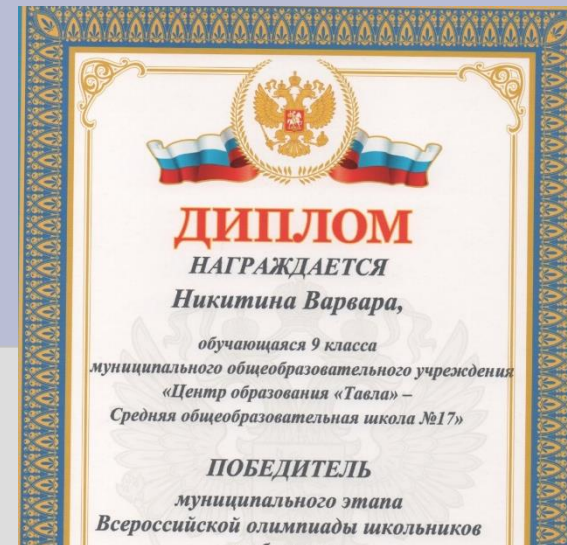 ДИПЛОМ
НАГРАЖДАЕТСЯ
Никитина Варвара,
обучающаяся 9 класса
муниципального общеобразовательного учреждения
«Центр образования «Тавла» –
Средняя общеобразовательная школа №17»
ПОБЕДИТЕЛЬ
муниципального этапа
Всероссийской олимпиады школьников